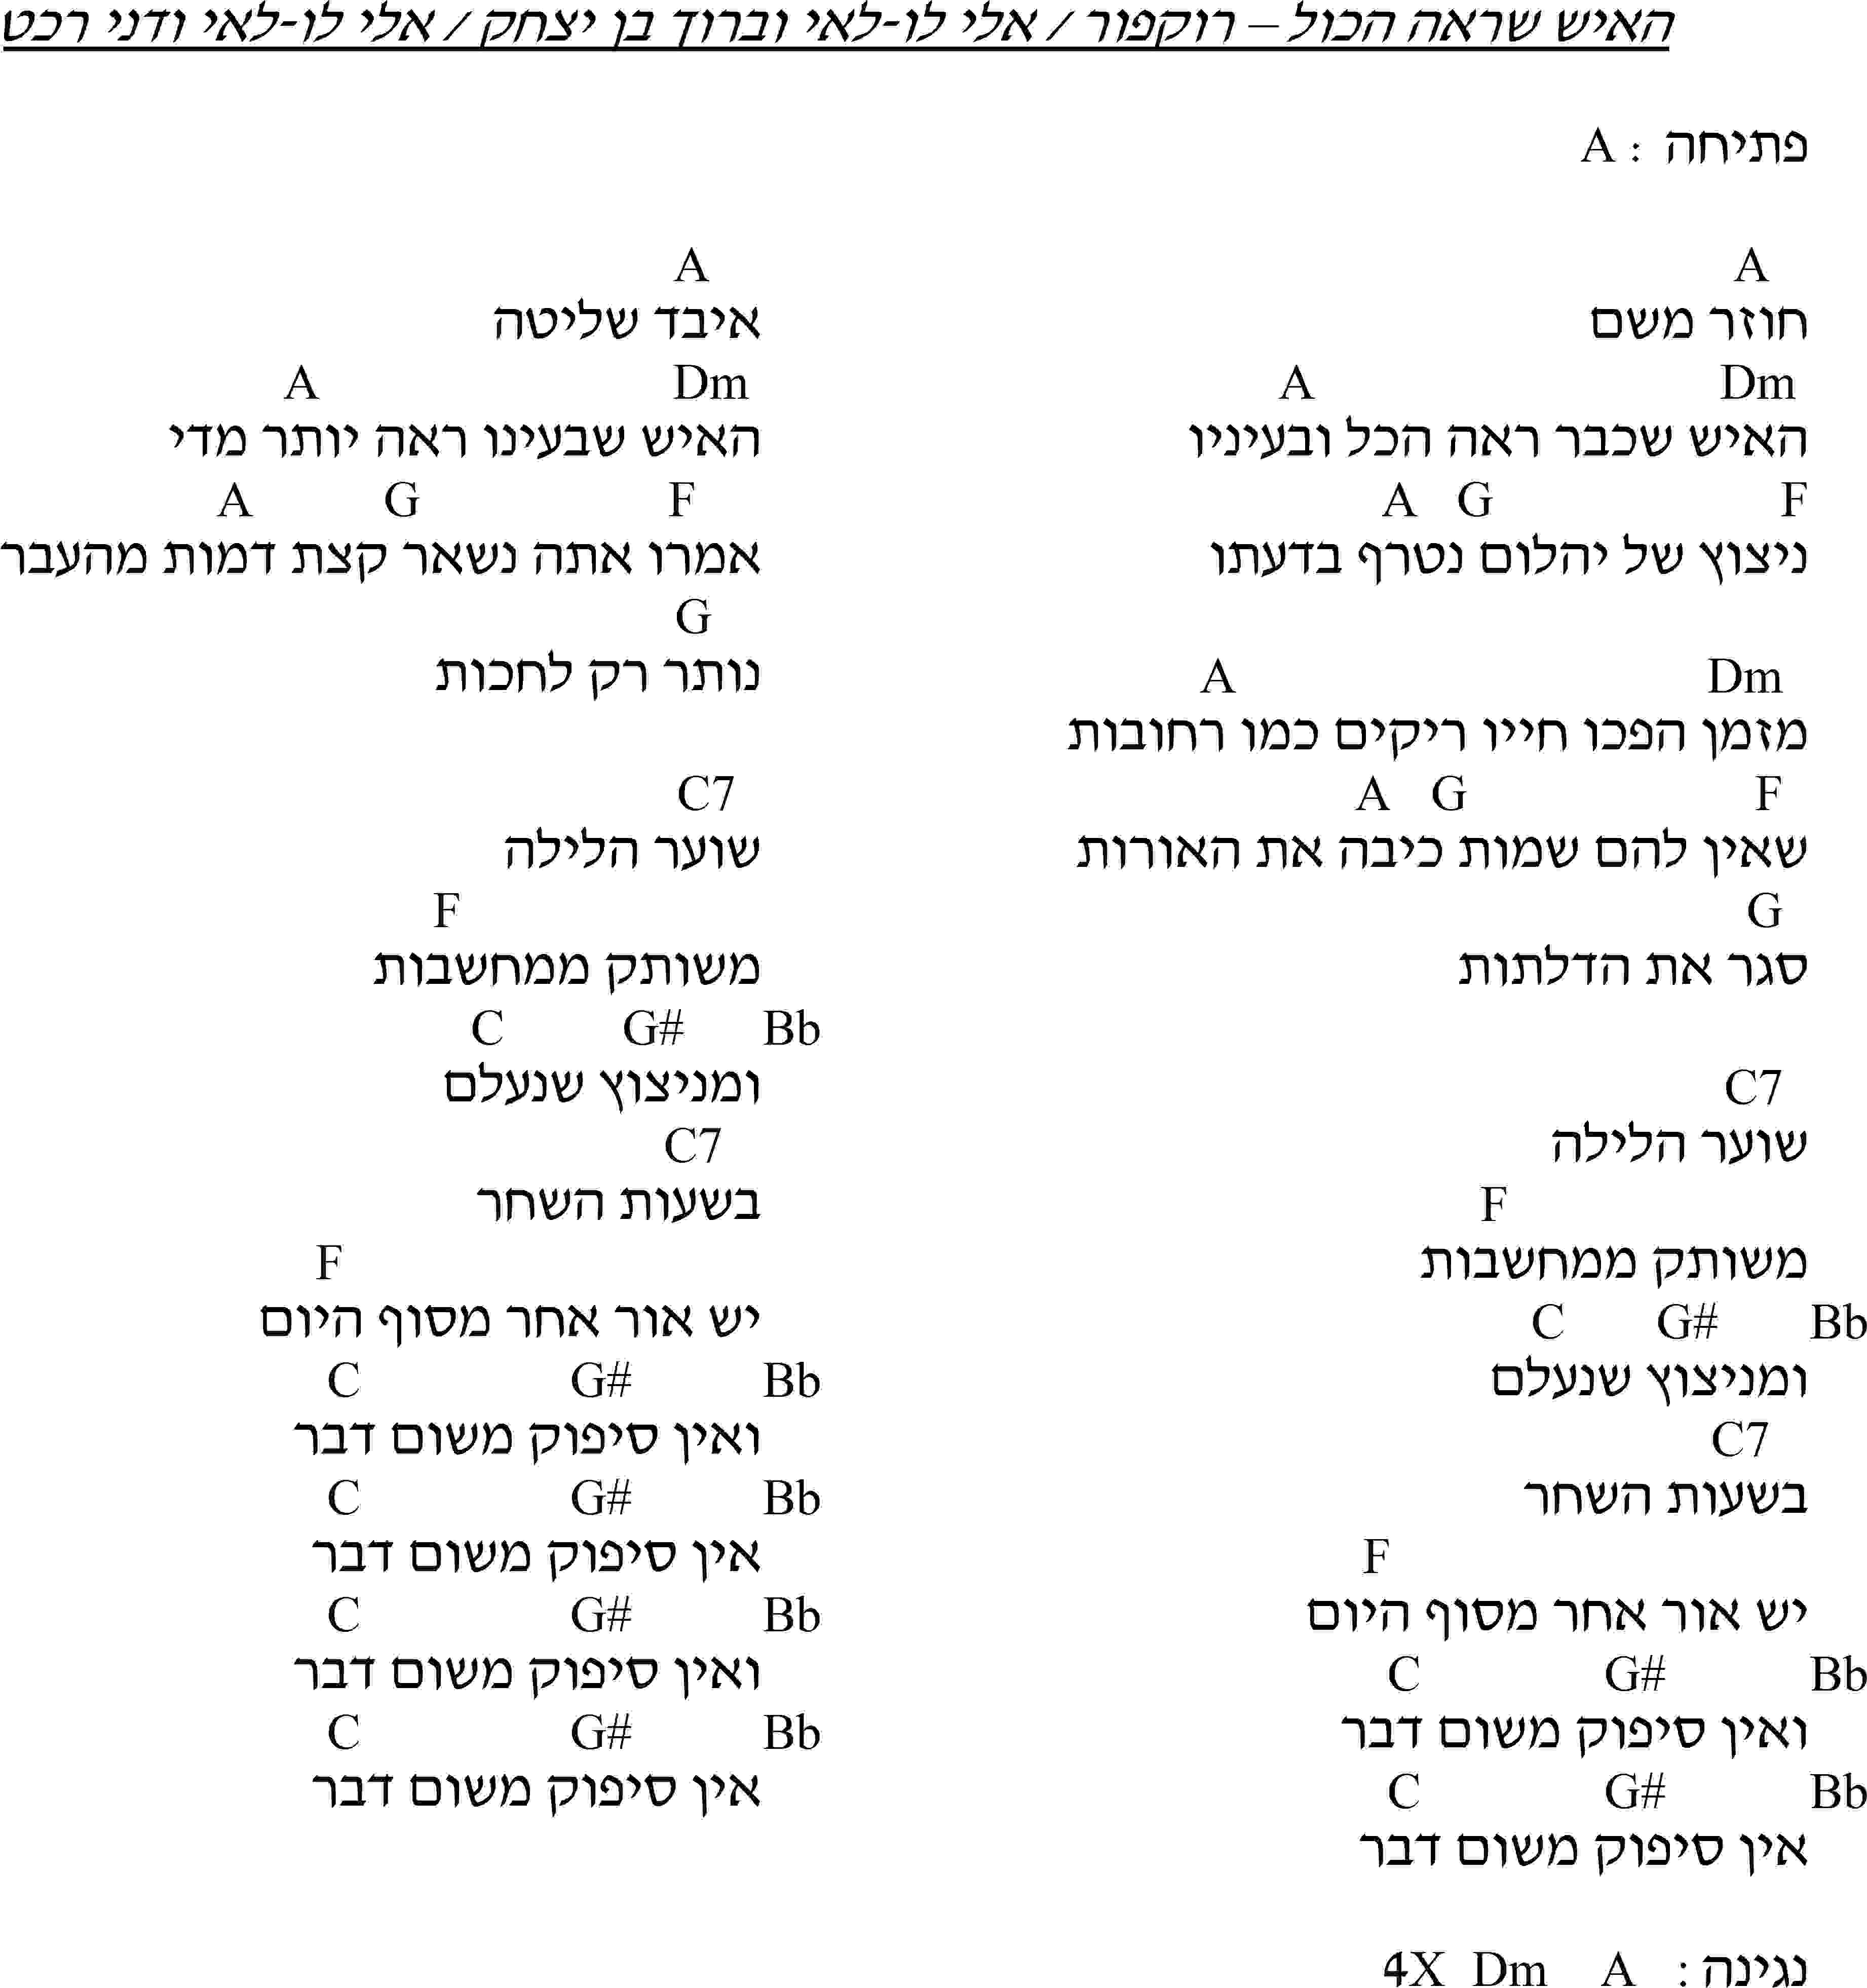 האיש שראה הכול – רוקפור / אלי לו-לאי וברוך בן יצחק / אלי לו-לאי ודני רכט
פתיחה : A
A
חוזר משם
Dm A
האיש שכבר ראה הכל ובעיניו
F G A
ניצוץ של יהלום נטרף בדעתו
Dm A
מזמן הפכו חייו ריקים כמו רחובות
F G A
שאין להם שמות כיבה את האורות
G
סגר את הדלתות
C7
שוער הלילה
F
משותק ממחשבות
Bb G# C
ומניצוץ שנעלם
C7
בשעות השחר
F
יש אור אחר מסוף היום
Bb G# C
ואין סיפוק משום דבר
Bb G# C
אין סיפוק משום דבר
נגינה : A Dm 4X
A
איבד שליטה
Dm A
האיש שבעינו ראה יותר מדי
F G A
אמרו אתה נשאר קצת דמות מהעבר
G
נותר רק לחכות
C7
שוער הלילה
F
משותק ממחשבות
Bb G# C
ומניצוץ שנעלם
C7
בשעות השחר
F
יש אור אחר מסוף היום
Bb G# C
ואין סיפוק משום דבר
Bb G# C
אין סיפוק משום דבר
Bb G# C
ואין סיפוק משום דבר
Bb G# C
אין סיפוק משום דבר